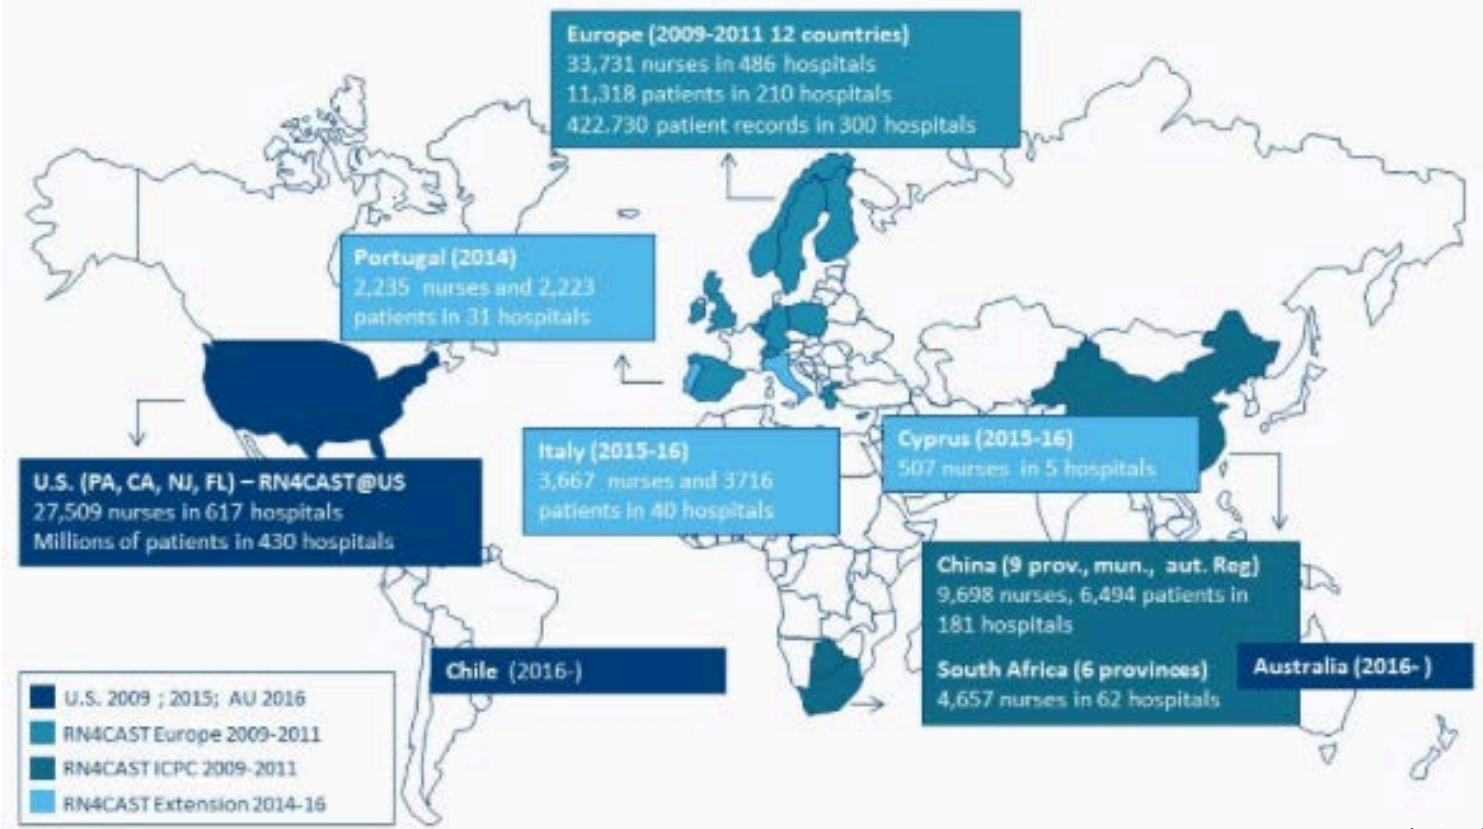 Europe (2009-2011 12 countries)
33,731 nurses in 486 hospitals
11,318 patients in 210 hospitals
422.730 patient records in 300 hospitals
Portugal (2014)
2,235 nurses and 2,223
patients in 31 hospitals
Italy (2015-16)
3,667 nurses and 3716
patients in 40 hospitals
Cyprus (2015-16)
507 nurses in 5 hospitals
U.S. (PA, CA, NJ, FL) – RN4CAST@US
27,509 nurses in 617 hospitals
Millions of patients in 430 hospitals
China (9 prov., mun., aut. Reg)
9,698 nurses, 6,494 patients in
181 hospitals
South Africa (6 provinces)
4,657 nurses in 62 hospitals
Chile (2016-)
Australia (2016- )
U.S. 2009 ; 2015; AU 2016
RN4CAST Europe 2009-2011
RN4CAST ICPC 2009-2011
RN4CAST Extension 2014-16